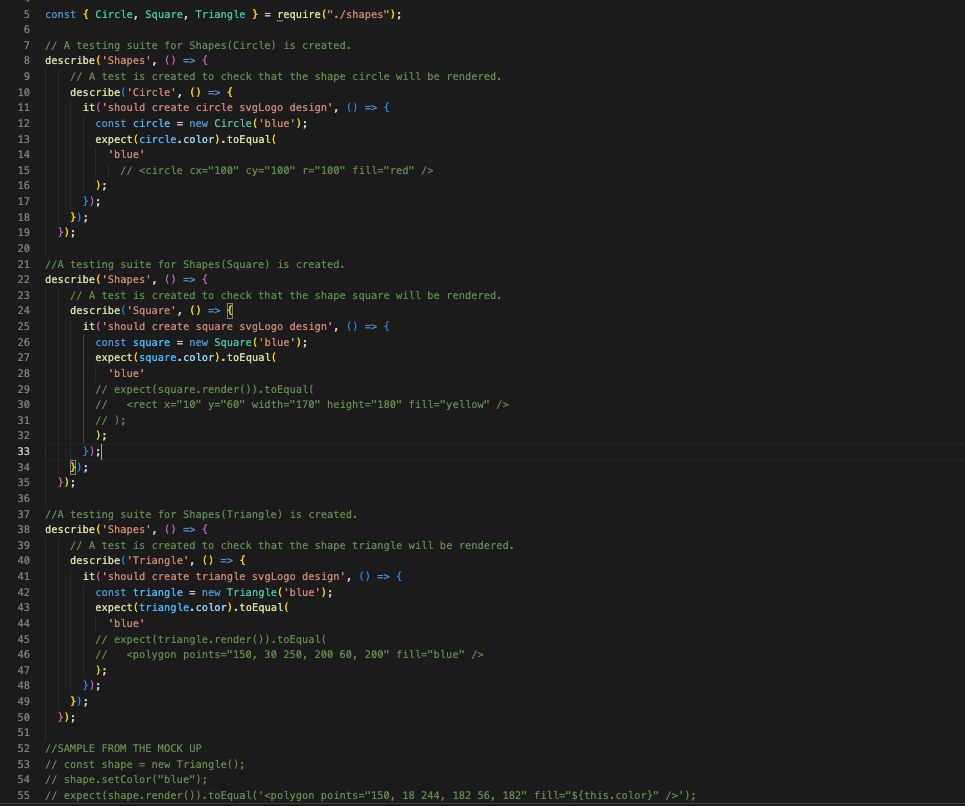 5 const { Circle, Square, Triangle } = require("./shapes");
6
7 // A testing suite for Shapes(Circle) is created.
8 describe('Shapes', () => {
9 // A test is created to check that the shape circle will be rendered.
10 describe('Circle', () => {
11 it('should create circle svgLogo design', () => {
12 const circle = new Circle('blue');
13 expect(circle.color).toEqual(
14 'blue'
15 // <circle cx="100" cy="100" r="100" fill="red" />
16 );
17 });
18 });
19 });
20
21 //A testing suite for Shapes(Square) is created.
22 describe('Shapes', () => {
23 // A test is created to check that the shape square will be rendered.
24 describe('Square', () => {
25 it('should create square svgLogo design', () => {
26 const square = new Square('blue');
27 expect(square.color).toEqual(
28 'blue'
29 // expect(square.render()).toEqual(
30 //   <rect x="10" y="60" width="170" height="180" fill="yellow" />
31 // );
32 );
33 });
34 });
35 });
36
37 //A testing suite for Shapes(Triangle) is created.
38 describe('Shapes', () => {
39 // A test is created to check that the shape triangle will be rendered.
40 describe('Triangle', () => {
41 it('should create triangle svgLogo design', () => {
42 const triangle = new Triangle('blue');
43 expect(triangle.color).toEqual(
44 'blue'
45 // expect(triangle.render()).toEqual(
46 //   <polygon points="150, 30 250, 200 60, 200" fill="blue" />
47 );
48 });
49 });
50 });
51
52 //SAMPLE FROM THE MOCK UP
53 // const shape = new Triangle();
54 // shape.setColor("blue");
55 // expect(shape.render()).toEqual('<polygon points="150, 18 244, 182 56, 182" fill="${this.color}" />');